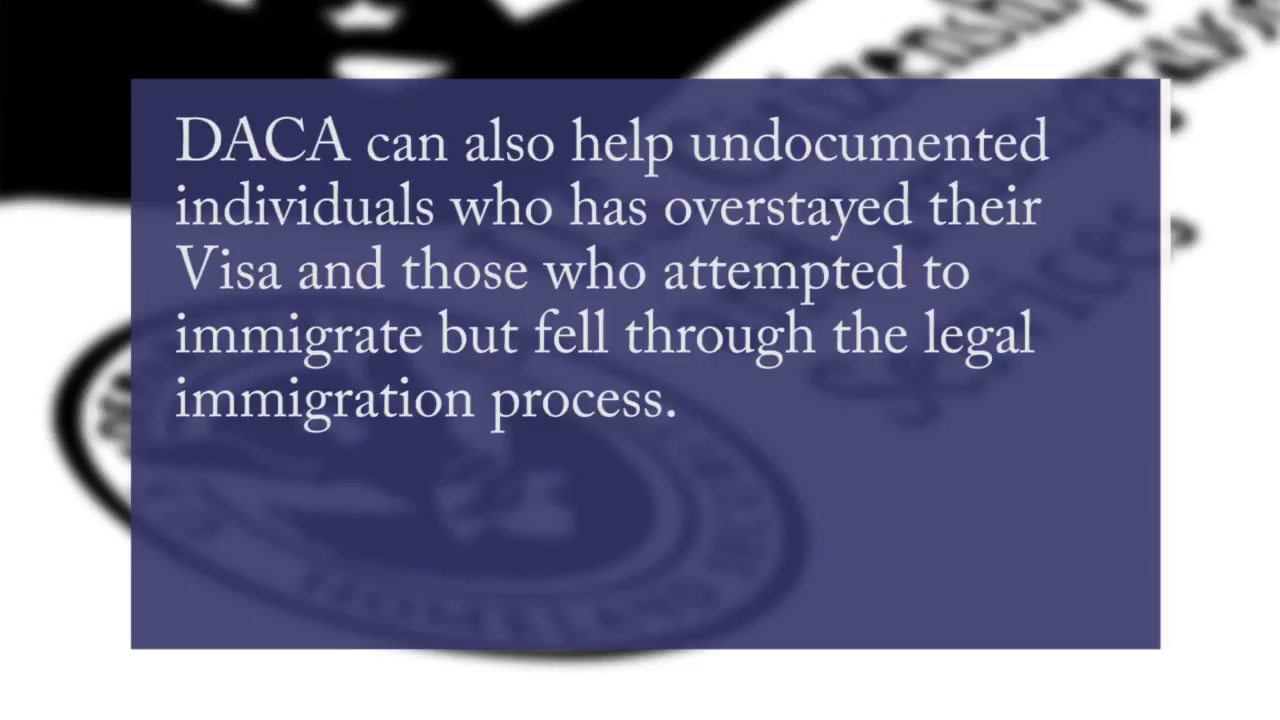 DACA can also help undocumented
individuals who has overstayed their
Visa and those who attempted to
immigrate but fell through the legal
immigration process.